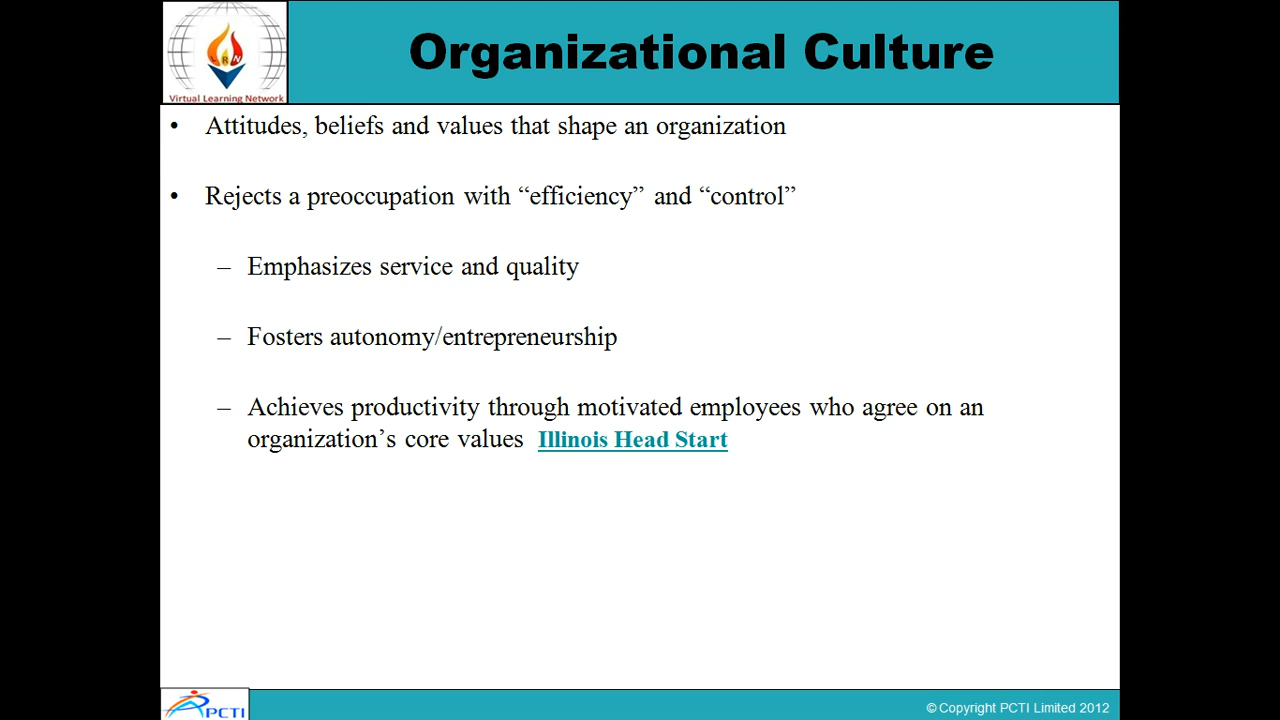 Organizational Culture
LRN
Virtual Learning Network
• Attitudes, beliefs and values that shape an organization
• Rejects a preoccupation with “efficiency” and “control”
– Emphasizes service and quality
– Fosters autonomy/entrepreneurship
– Achieves productivity through motivated employees who agree on an
organization’s core values Illinois Head Start
PCTI
© Copyright PCTI Limited 2012